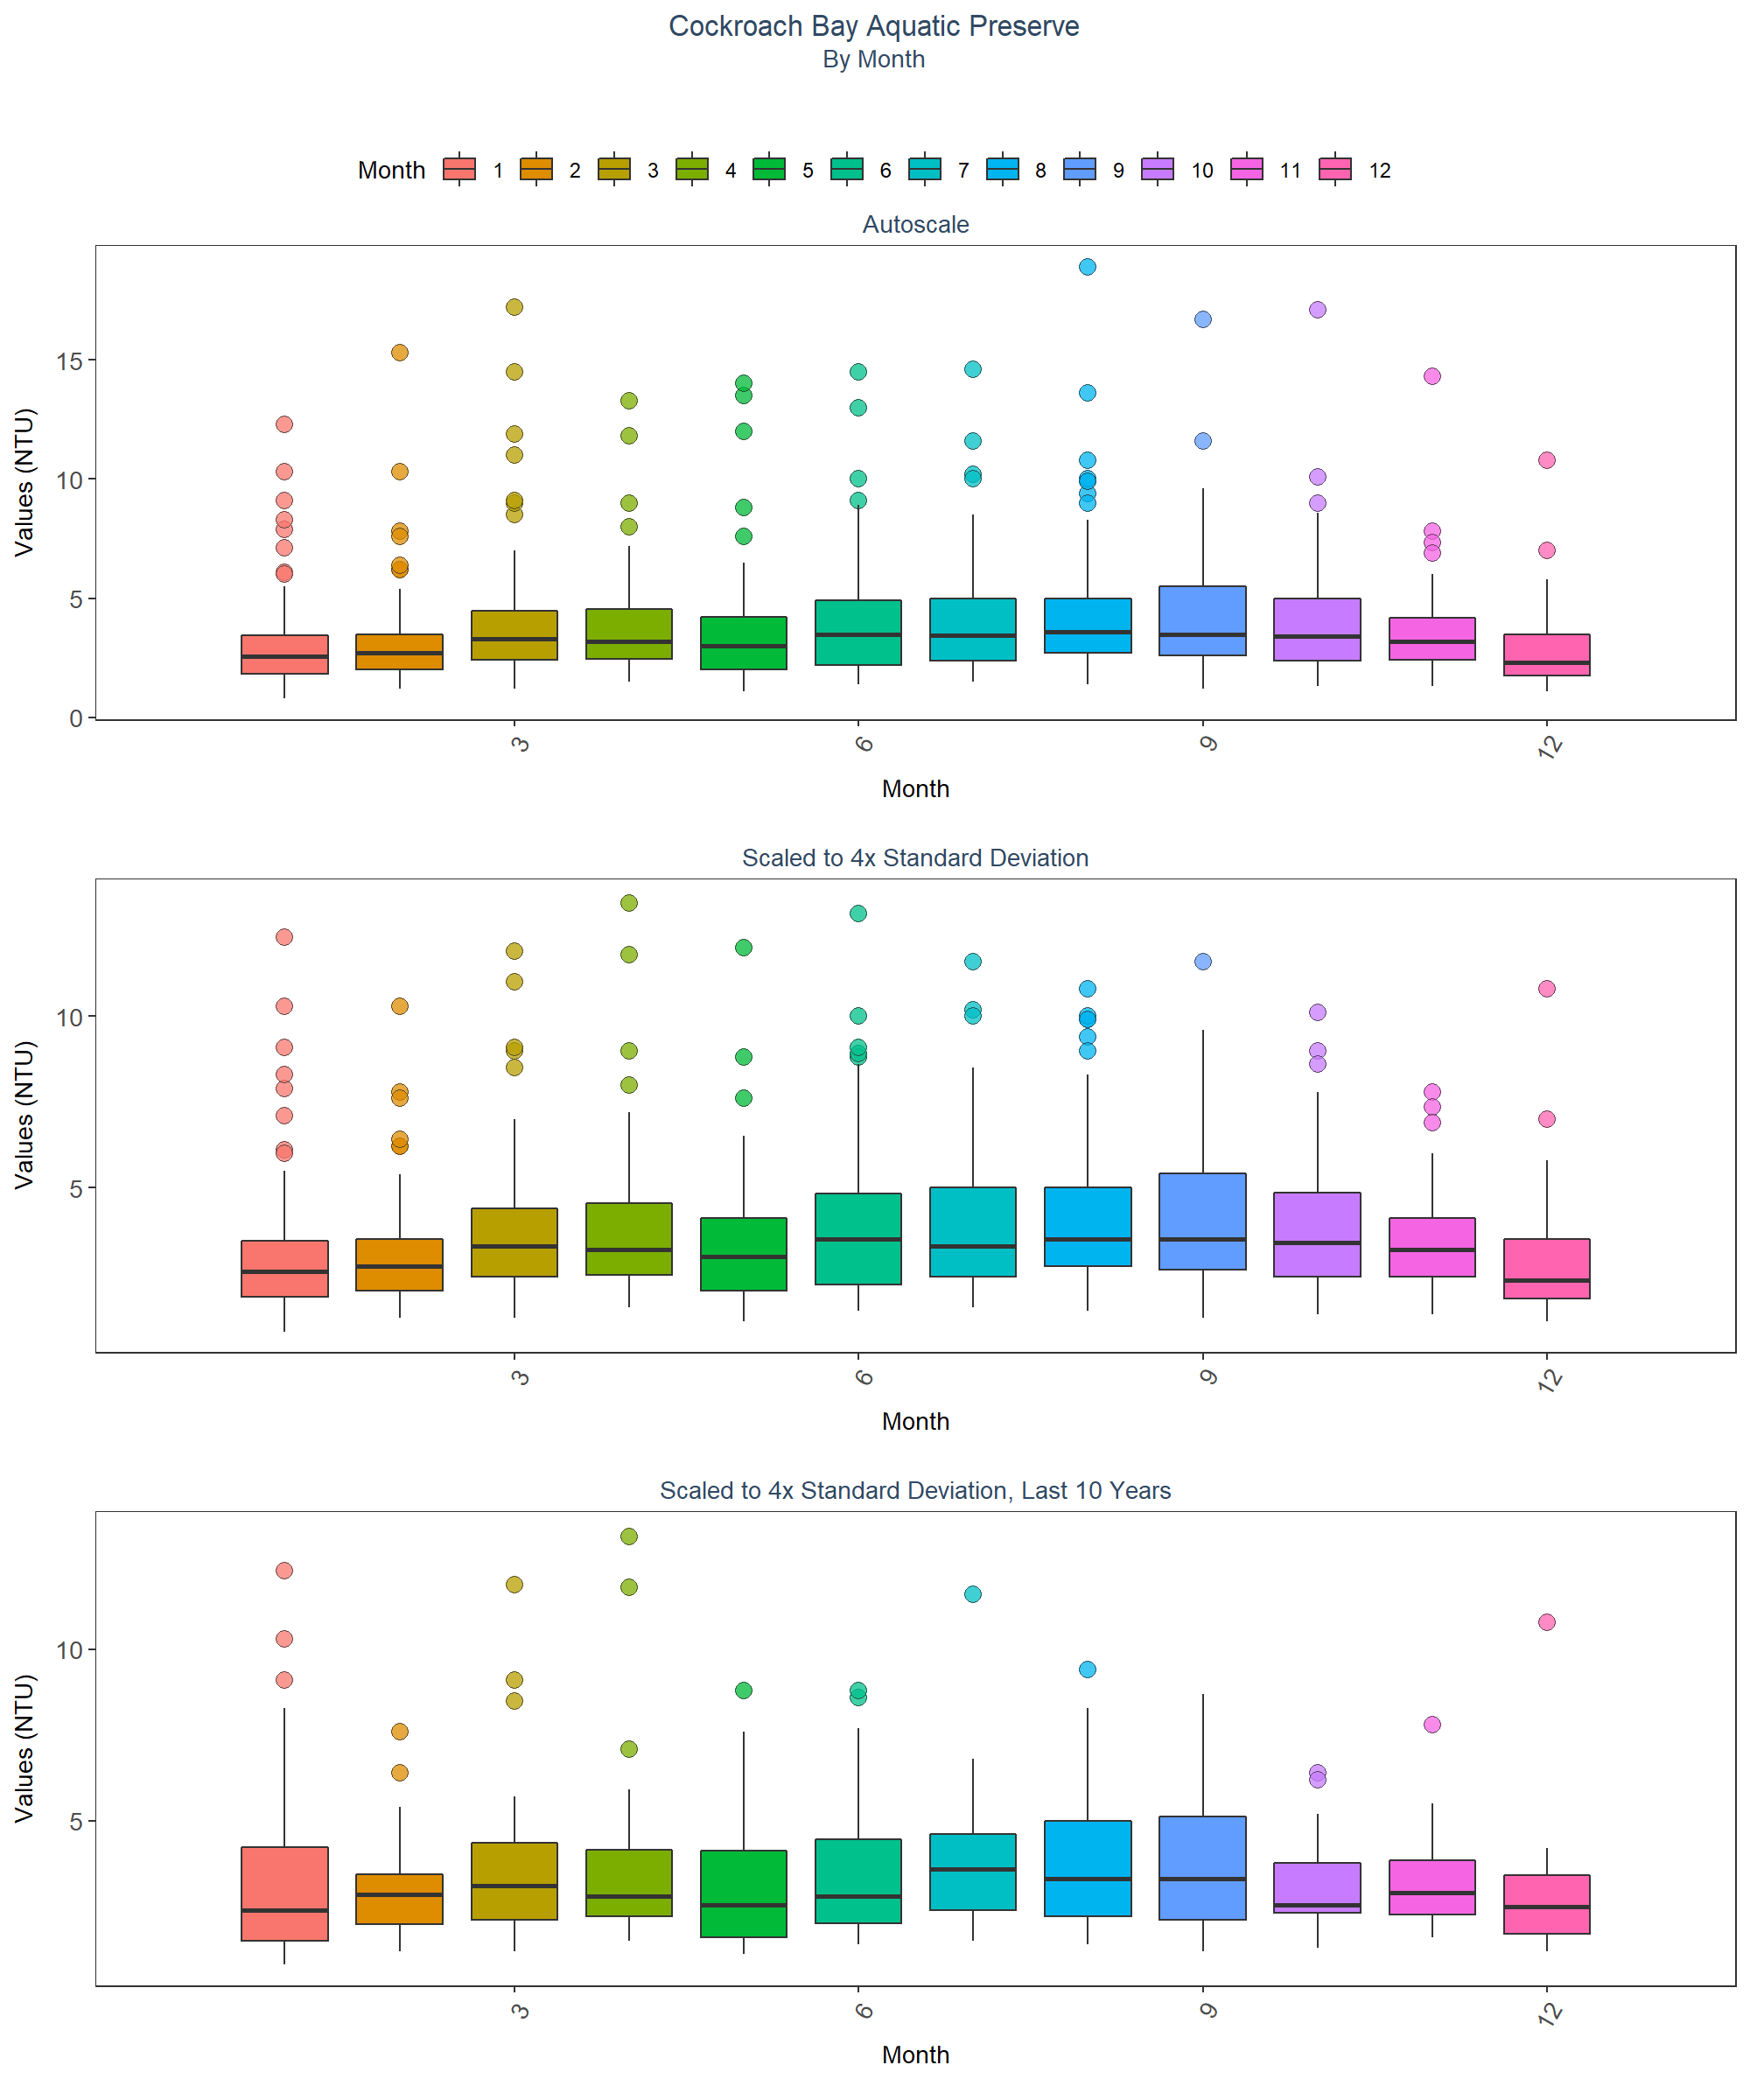 Cockroach Bay Aquatic Preserve
By Month
Month 1 2 3 4 5 6 7 8 9 10 11 12
Autoscale
Values (NTU)
15
10
5
0
3 6 9 12
Month
Scaled to 4x Standard Deviation
Values (NTU)
10
5
3 6 9 12
Month
Scaled to 4x Standard Deviation, Last 10 Years
Values (NTU)
10
5
3 6 9 12
Month